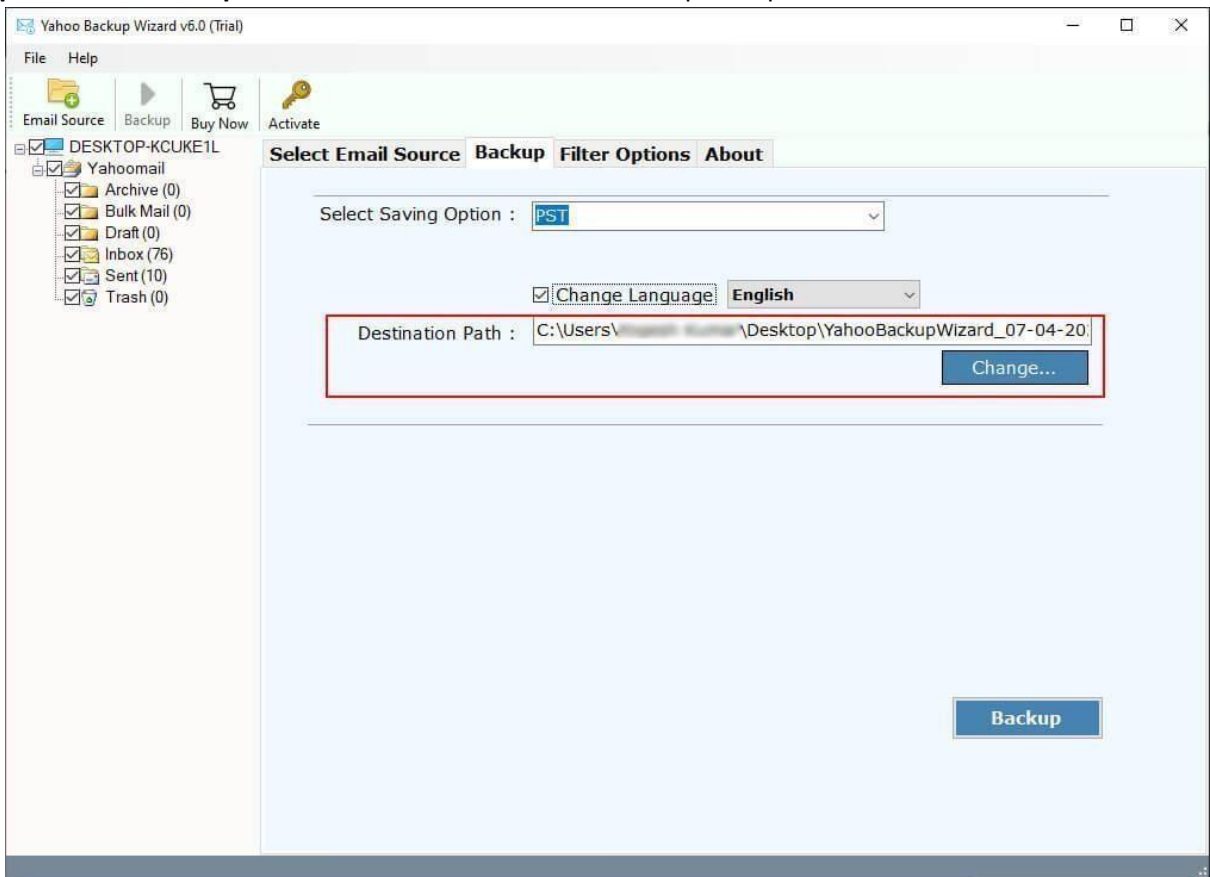 Yahoo Backup Wizard v6.0 (Trial)
File Help
Email Source Backup Buy Now Activate
DESKTOP-KCUKE1L
Yahoomail
Archive (0)
Bulk Mail (0)
Draft (0)
Inbox (76)
Sent (10)
Trash (0)
Select Email Source Backup Filter Options About
Select Saving Option : PST
Change Language English
Destination Path : C:\Users\ \Desktop\YahooBackupWizard_07-04-20
Change...
Backup